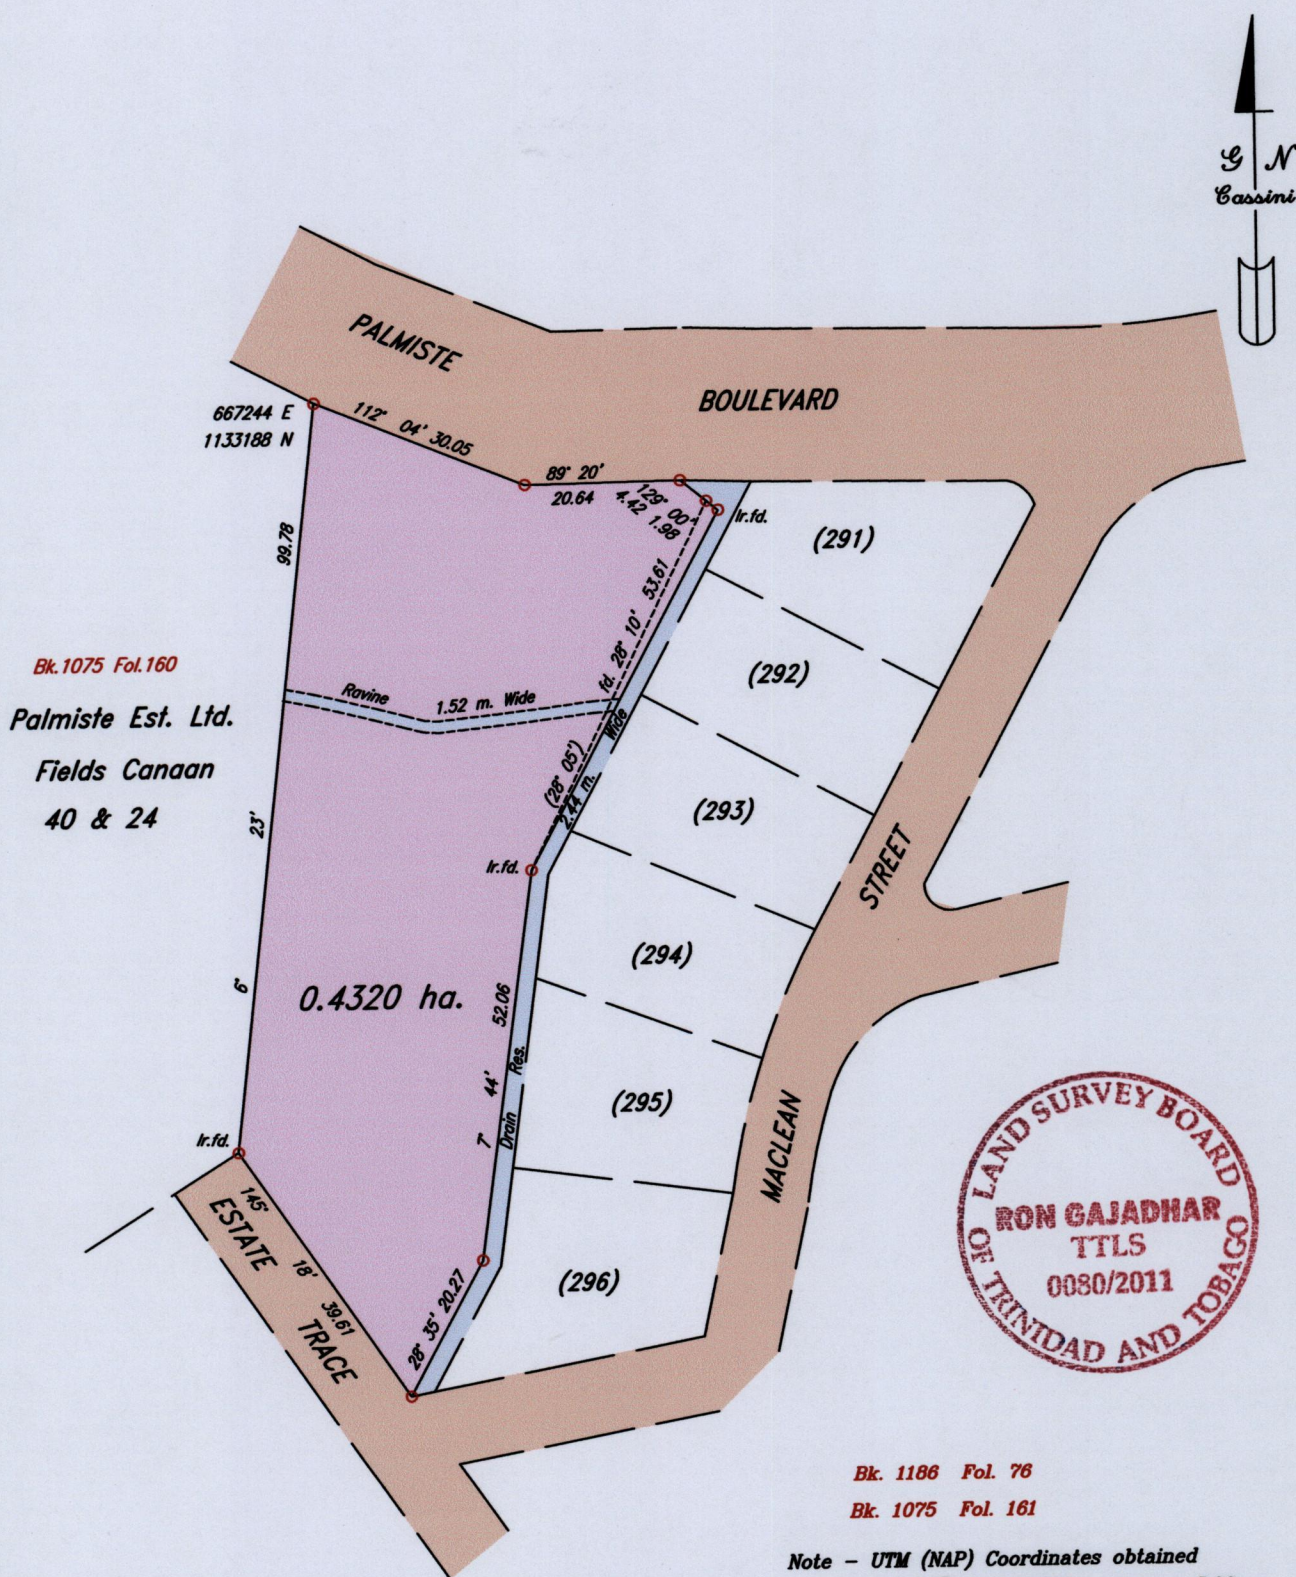 G N
Cassini
PALMISTE
BOULEVARD
667244 E
1133188 N
112° 04' 30.05
89° 20'
20.64
129° 00'
4.42 1.98
Ir.fd.
(291)
99.78
53.61
fd. 28° 10'
(292)
Bk.1075 Fol.160
Palmiste Est. Ltd.
Fields Canaan
40 & 24
Ravine
1.52 m. Wide
(28° 05')
2.44 m. Wide
(293)
23'
Ir.fd.
STREET
(294)
6°
0.4320 ha.
52.06
44'
7°
Drain Res.
(295)
MACLEAN
Ir.fd.
145° 18' 39.61
ESTATE
TRACE
28° 35' 20.27
(296)
LAND SURVEY BOARD
RON GAJADHAR
TTLS
0080/2011
OF TRINIDAD AND TOBAGO
Bk. 1186 Fol. 76
Bk. 1075 Fol. 161
Note - UTM (NAP) Coordinates obtained